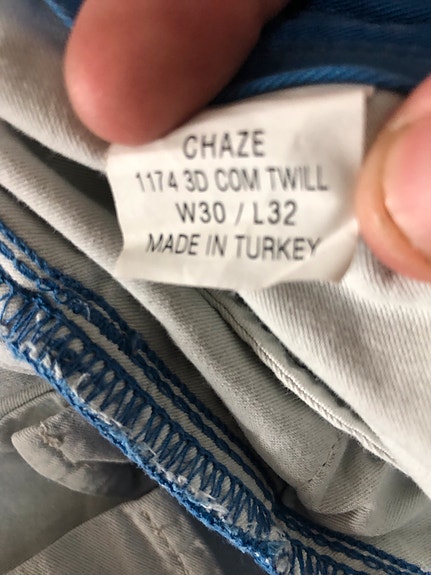 CHAZE
1174 3D COM TWILL
W30 / L32
MADE IN TURKEY